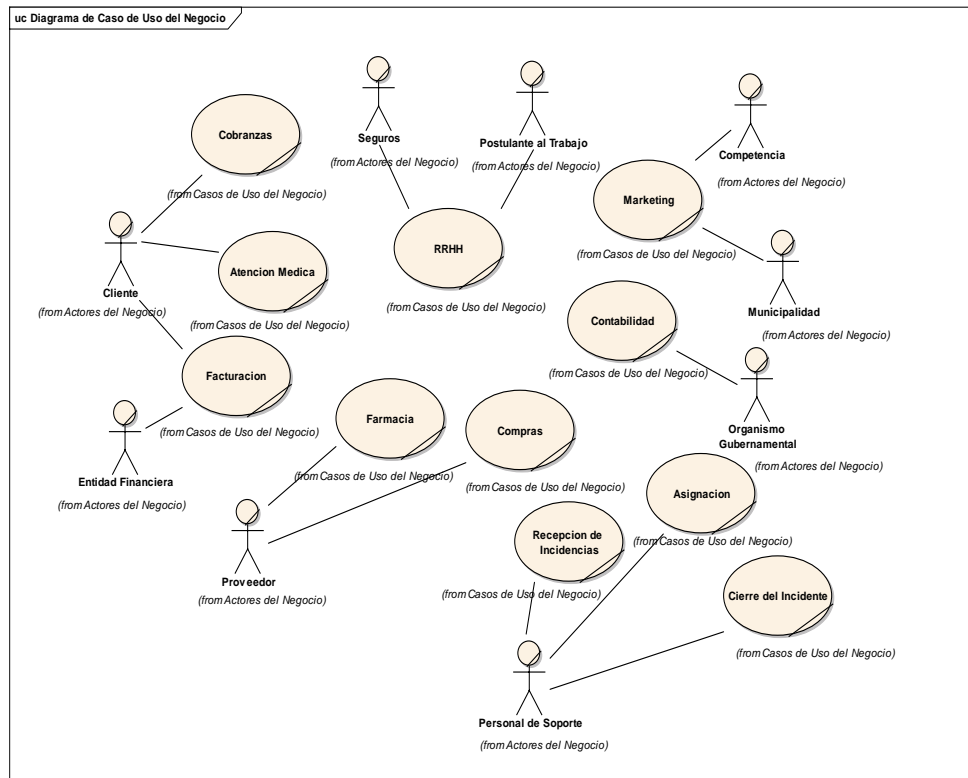 uc Diagrama de Caso de Uso del Negocio
Cobranzas
(from Casos de Uso del Negocio)
Seguros
(from Actores del Negocio)
Postulante al Trabajo
(from Actores del Negocio)
Competencia
(from Actores del Negocio)
Marketing
(from Casos de Uso del Negocio)
RRHH
(from Casos de Uso del Negocio)
Cliente
(from Actores del Negocio)
Atencion Medica
(from Casos de Uso del Negocio)
Municipalidad
(from Actores del Negocio)
Contabilidad
(from Casos de Uso del Negocio)
Facturacion
(from Casos de Uso del Negocio)
Organismo
Gubernamental
(from Actores del Negocio)
Entidad Financiera
(from Actores del Negocio)
Farmacia
(from Casos de Uso del Negocio)
Compras
(from Casos de Uso del Negocio)
Asignacion
(from Casos de Uso del Negocio)
Proveedor
(from Actores del Negocio)
Recepcion de
Incidencias
(from Casos de Uso del Negocio)
Cierre del Incidente
(from Casos de Uso del Negocio)
Personal de Soporte
(from Actores del Negocio)